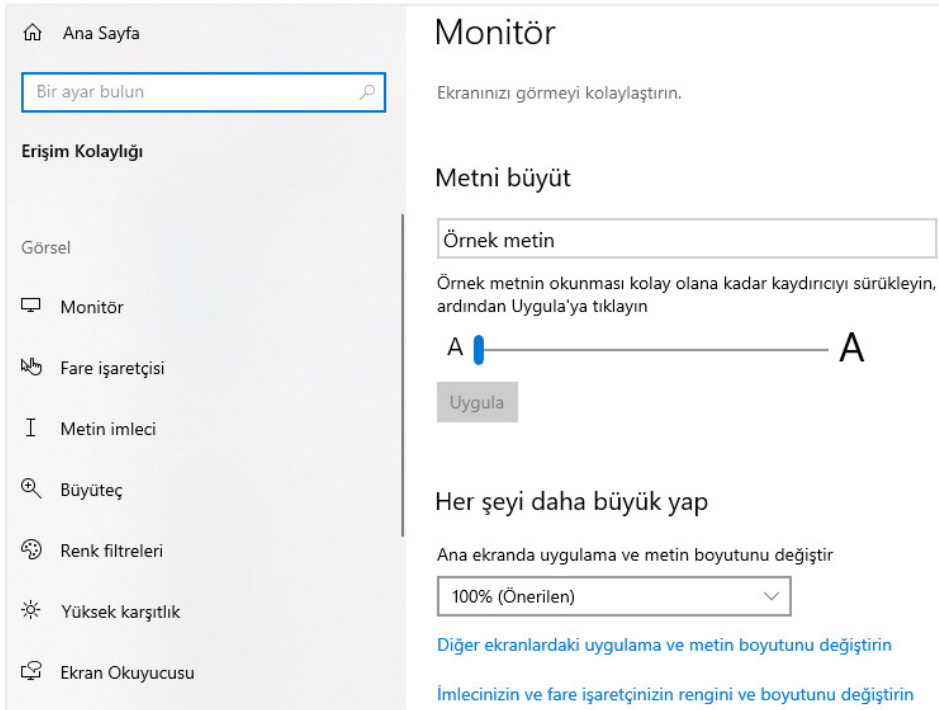 Ana Sayfa
Bir ayar bulun
Erişim Kolaylığı
Görsel
Monitör
Fare işaretçisi
Metin imleci
Büyüteç
Renk filtreleri
Yüksek karşıtlık
Ekran Okuyucusu
Monitör
Ekranınızı görmeyi kolaylaştırın.
Metni büyüt
Örnek metin
Örnek metnin okunması kolay olana kadar kaydırıcıyı sürükleyin,
ardından Uygula'ya tıklayın
A A
Uygula
Her şeyi daha büyük yap
Ana ekranda uygulama ve metin boyutunu değiştir
100% (Önerilen)
Diğer ekranlardaki uygulama ve metin boyutunu değiştirin
İmlecinizin ve fare işaretçinizin rengini ve boyutunu değiştirin